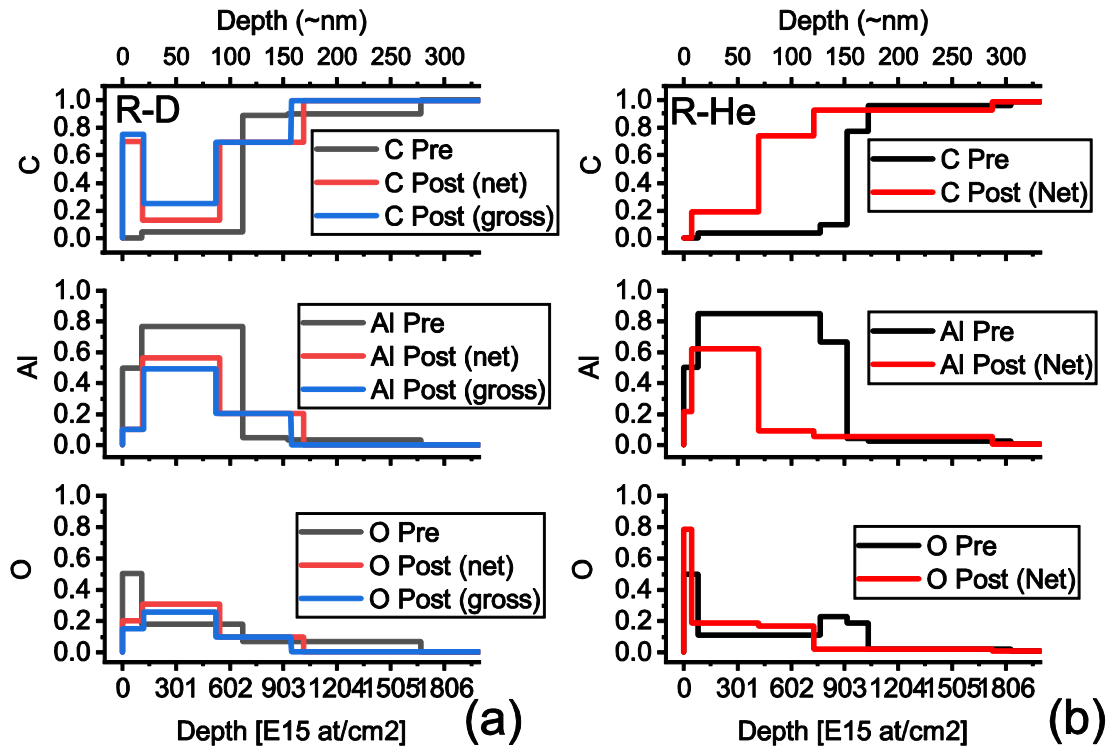 Depth (~nm)
0 50 100 150 200 250 300
R-D
C
1.0
0.8
0.6
0.4
0.2
0.0
C Pre
C Post (net)
C Post (gross)
Al
1.0
0.8
0.6
0.4
0.2
0.0
Al Pre
Al Post (net)
Al Post (gross)
O
1.0
0.8
0.6
0.4
0.2
0.0
O Pre
O Post (net)
O Post (gross)
0 301 602 903 1204 1505 1806
Depth [E15 at/cm2]
(a)
Depth (~nm)
0 50 100 150 200 250 300
R-He
C
1.0
0.8
0.6
0.4
0.2
0.0
C Pre
C Post (Net)
Al
1.0
0.8
0.6
0.4
0.2
0.0
Al Pre
Al Post (Net)
O
1.0
0.8
0.6
0.4
0.2
0.0
O Pre
O Post (Net)
0 301 602 903 1204 1505 1806
Depth [E15 at/cm2]
(b)